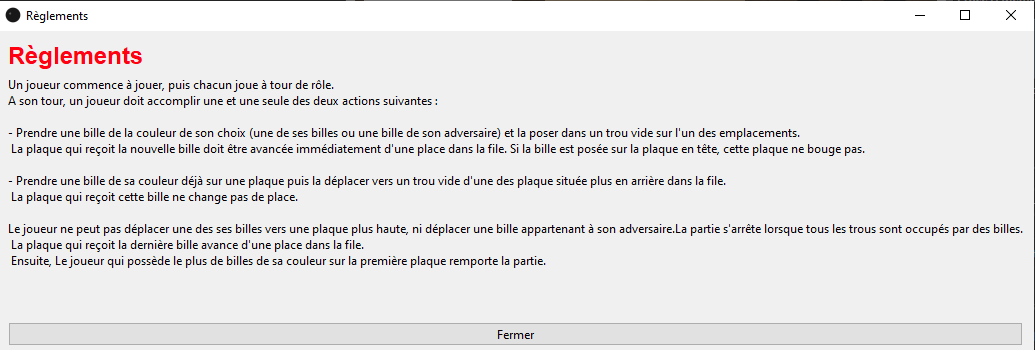 Règlements
Règlements
Un joueur commence à jouer, puis chacun joue à tour de rôle.
A son tour, un joueur doit accomplir une et une seule des deux actions suivantes :
- Prendre une bille de la couleur de son choix (une de ses billes ou une bille de son adversaire) et la poser dans un trou vide sur l'un des emplacements.
La plaque qui reçoit la nouvelle bille doit être avancée immédiatement d'une place dans la file. Si la bille est posée sur la plaque en tête, cette plaque ne bouge pas.
- Prendre une bille de sa couleur déjà sur une plaque puis la déplacer vers un trou vide d'une des plaque située plus en arrière dans la file.
La plaque qui reçoit cette bille ne change pas de place.
Le joueur ne peut pas déplacer une des ses billes vers une plaque plus haute, ni déplacer une bille appartenant à son adversaire.La partie s'arrête lorsque tous les trous sont occupés par des billes.
La plaque qui reçoit la dernière bille avance d'une place dans la file.
Ensuite, Le joueur qui possède le plus de billes de sa couleur sur la première plaque remporte la partie.
Fermer